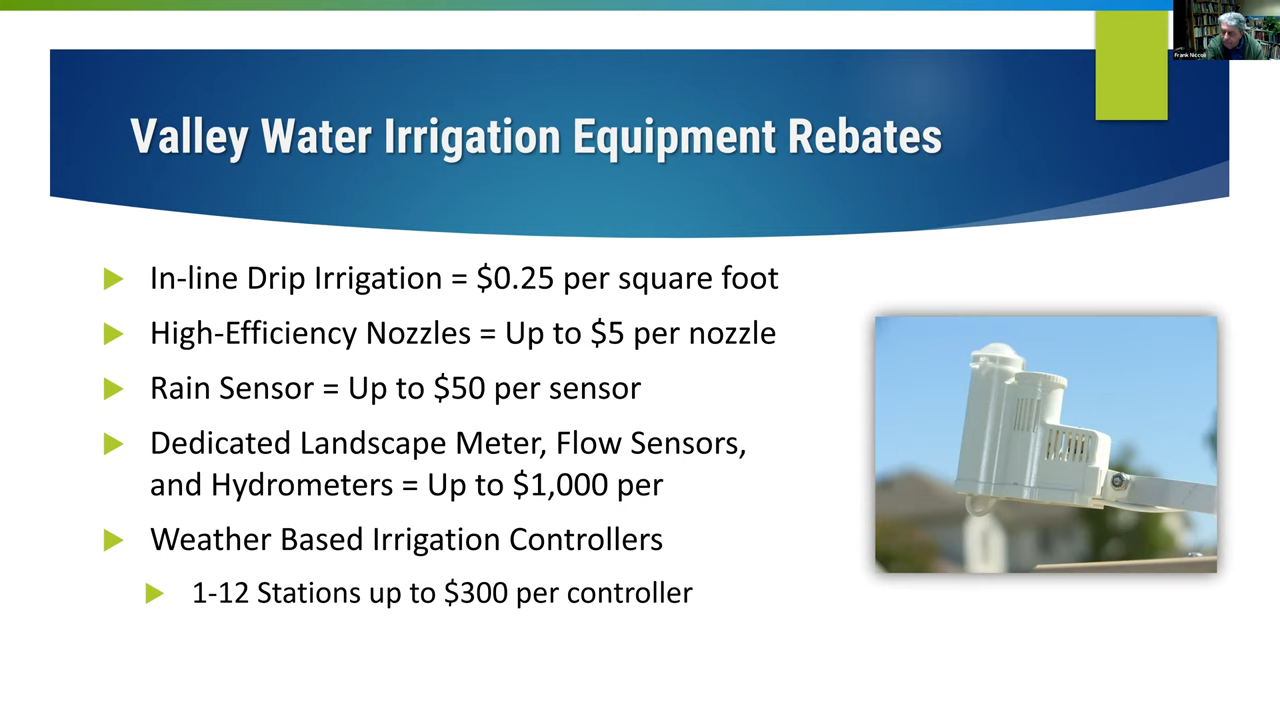 Valley Water Irrigation Equipment Rebates
In-line Drip Irrigation = $0.25 per square foot
High-Efficiency Nozzles = Up to $5 per nozzle
Rain Sensor = Up to $50 per sensor
Dedicated Landscape Meter, Flow Sensors,
and Hydrometers = Up to $1,000 per
Weather Based Irrigation Controllers
1-12 Stations up to $300 per controller
Frank Niccoli